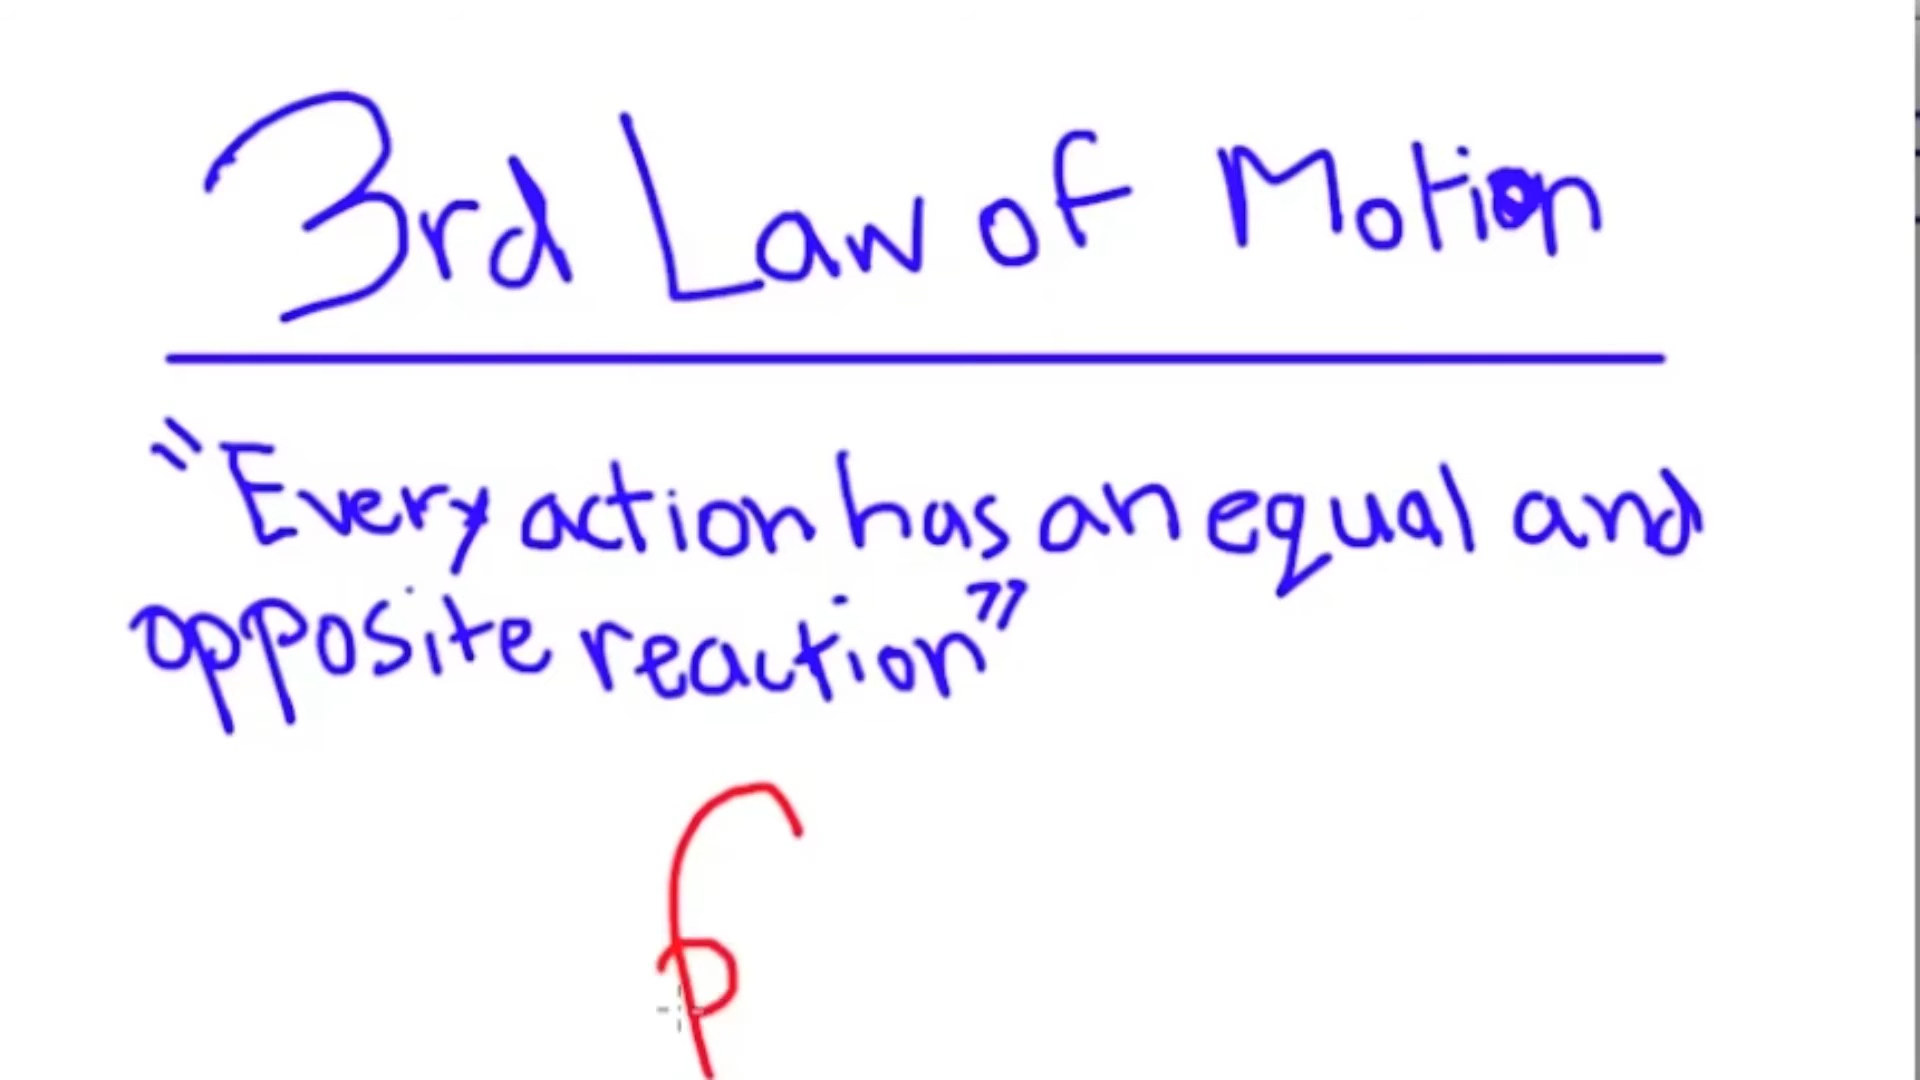 3rd Law of Motion
"Every action has an equal and
opposite reaction"